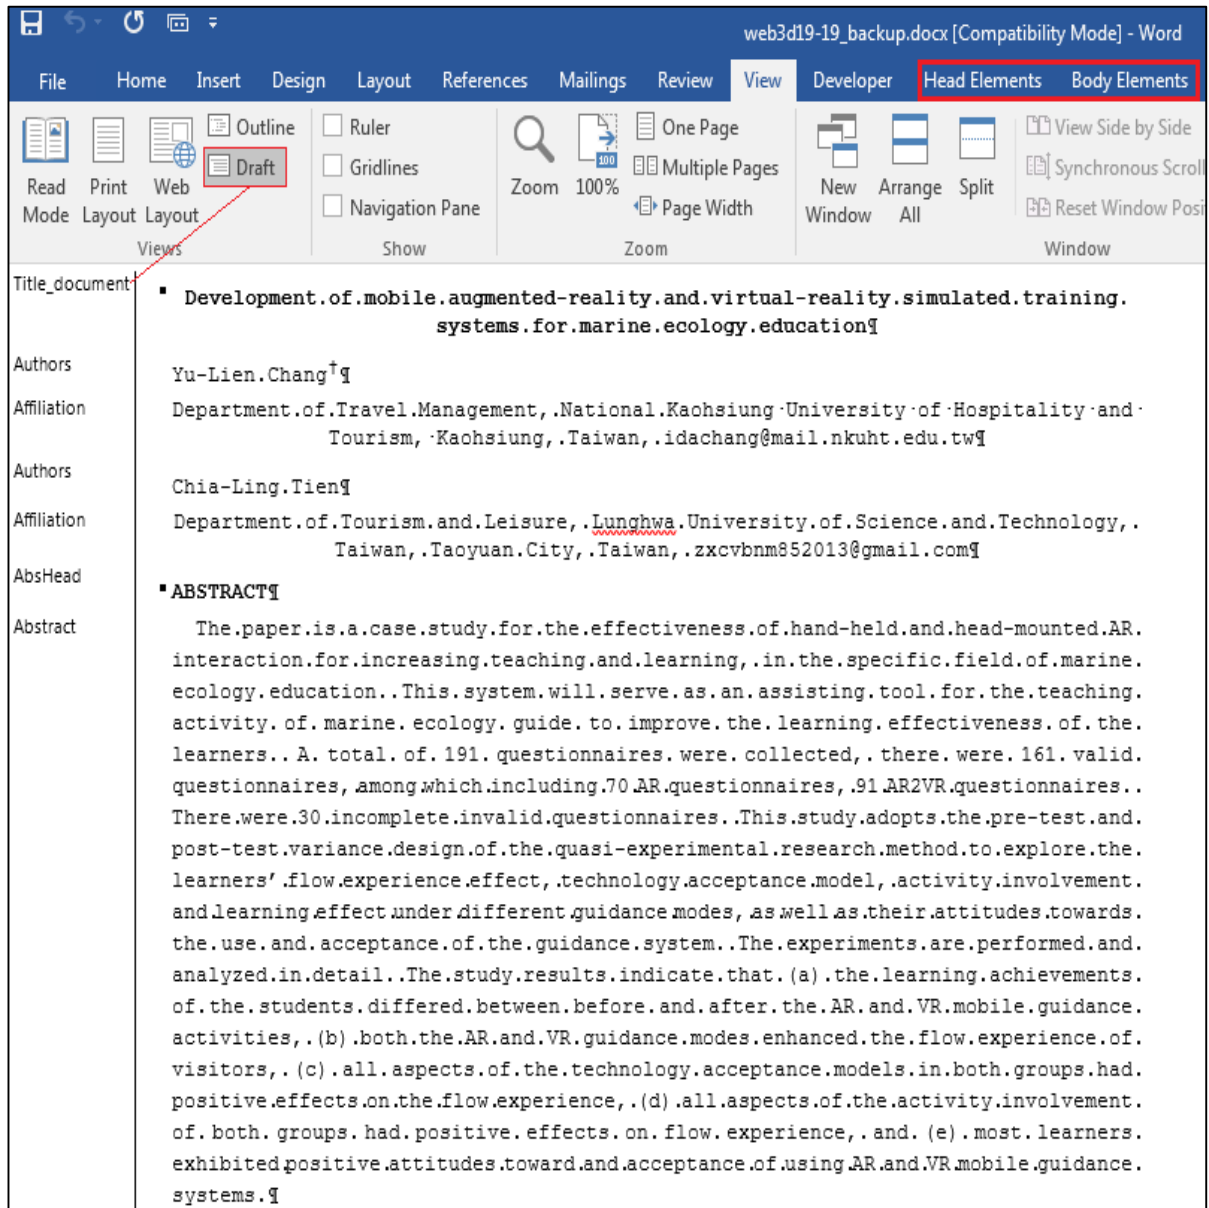 web3d19-19_backup.docx [Compatibility Mode] - Word
File Home Insert Design Layout References Mailings Review View Developer Head Elements Body Elements
Outline Ruler One Page View Side by Side
Draft Gridlines Multiple Pages Synchronous Scroll
Read Print Web Zoom 100% New Arrange Split
Mode Layout Layout Navigation Pane Page Width Window All Reset Window Posi
100
Views Show Zoom Window
Title_document Development.of.mobile.augmented-reality.and.virtual-reality.simulated.training.
systems.for.marine.ecology.education¶
Authors Yu-Lien.Chang†¶
Affiliation Department.of.Travel.Management,.National.Kaohsiung·University·of·Hospitality·and·
Tourism,·Kaohsiung,.Taiwan,.idachang@mail.nkuht.edu.tw¶
Authors Chia-Ling.Tien¶
Affiliation Department.of.Tourism.and.Leisure,.Lunghwa.University.of.Science.and.Technology,.
Taiwan,.Taoyuan.City,.Taiwan,.zxcvbnm852013@gmail.com¶
AbsHead ABSTRACT¶
Abstract The.paper.is.a.case.study.for.the.effectiveness.of.hand-held.and.head-mounted.AR.
interaction.for.increasing.teaching.and.learning,.in.the.specific.field.of.marine.
ecology.education..This.system.will.serve.as.an.assisting.tool.for.the.teaching.
activity.of.marine.ecology.guide.to.improve.the.learning.effectiveness.of.the.
learners..A.total.of.191.questionnaires.were.collected,.there.were.161.valid.
questionnaires,.among.which.including.70.AR.questionnaires,.91.AR2VR.questionnaires..
There.were.30.incomplete.invalid.questionnaires..This.study.adopts.the.pre-test.and.
post-test.variance.design.of.the.quasi-experimental.research.method.to.explore.the.
learners’.flow.experience.effect,.technology.acceptance.model,.activity.involvement.
and.learning.effect.under.different.guidance.modes,.as.well.as.their.attitudes.towards.
the.use.and.acceptance.of.the.guidance.system..The.experiments.are.performed.and.
analyzed.in.detail..The.study.results.indicate.that.(a).the.learning.achievements.
of.the.students.differed.between.before.and.after.the.AR.and.VR.mobile.guidance.
activities,.(b).both.the.AR.and.VR.guidance.modes.enhanced.the.flow.experience.of.
visitors,.(c).all.aspects.of.the.technology.acceptance.models.in.both.groups.had.
positive.effects.on.the.flow.experience,.(d).all.aspects.of.the.activity.involvement.
of.both.groups.had.positive.effects.on.flow.experience,.and.(e).most.learners.
exhibited.positive.attitudes.toward.and.acceptance.of.using.AR.and.VR.mobile.guidance.
systems.¶